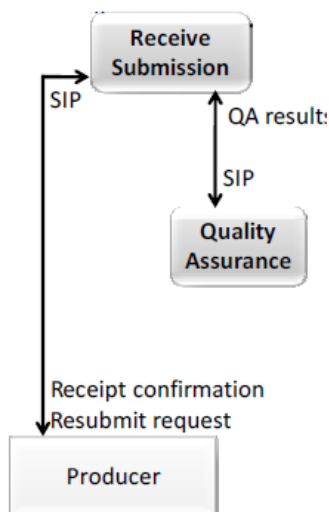 Receive
Submission
SIP
QA results
SIP
Quality
Assurance
Receipt confirmation
Resubmit request
Producer